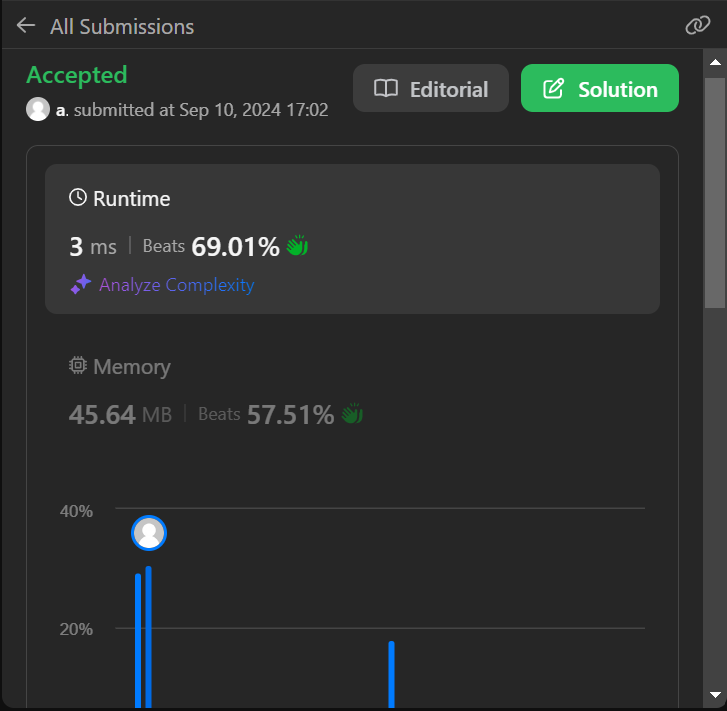 All Submissions
Accepted
a. submitted at Sep 10, 2024 17:02
Editorial
Solution
Runtime
3 ms | Beats 69.01%
Analyze Complexity
Memory
45.64 MB | Beats 57.51%
40%
20%